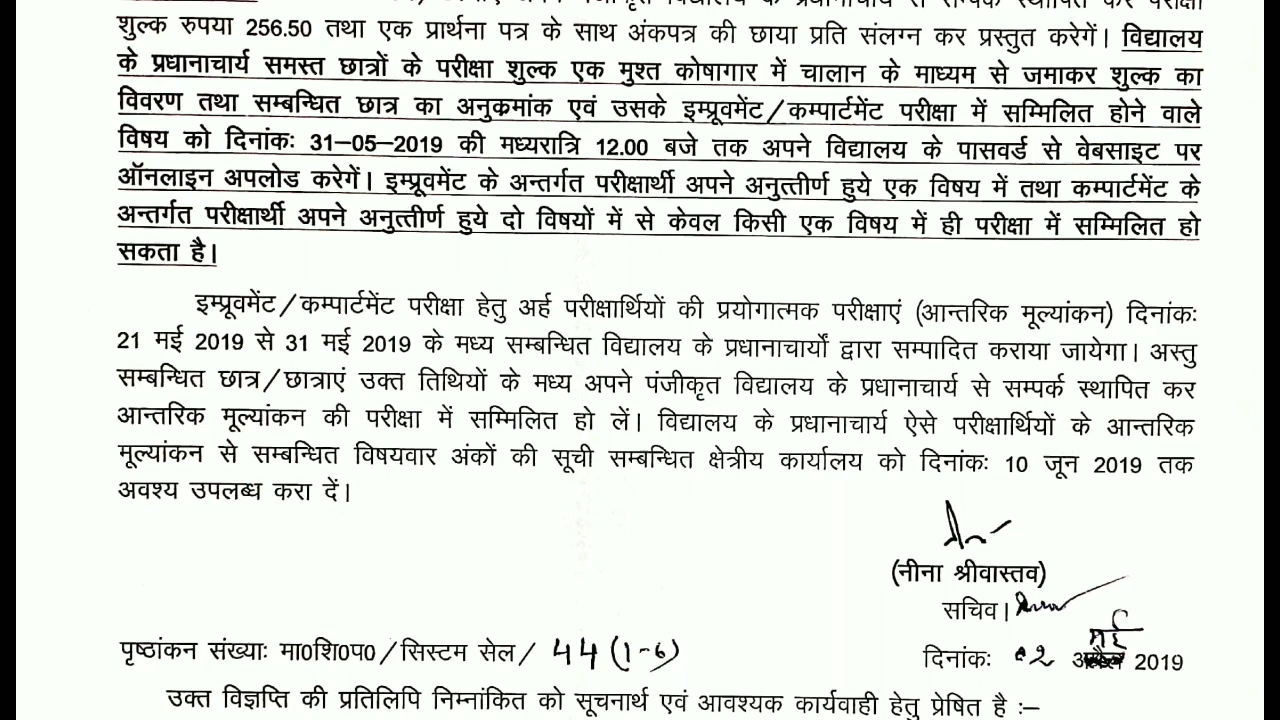 शुल्क रुपया 256.50 तथा एक प्रार्थना पत्र के साथ अंकपत्र की छाया प्रति संलग्न कर प्रस्तुत करेगें। विद्यालय
के प्रधानाचार्य समस्त छात्रों के परीक्षा शुल्क एक मुश्त कोषागार में चालान के माध्यम से जमाकर शुल्क का
विवरण तथा सम्बन्धित छात्र का अनुक्रमांक एवं उसके इम्प्रूवमेंट/कम्पार्टमेंट परीक्षा में सम्मिलित होने वाले
विषय को दिनांकः 31–05–2019 की मध्यरात्रि 12.00 बजे तक अपने विद्यालय के पासवर्ड से वेबसाइट पर
ऑनलाइन अपलोड करेगें। इम्प्रूवमेंट के अन्तर्गत परीक्षार्थी अपने अनुत्तीर्ण हुये एक विषय में तथा कम्पार्टमेंट के
अन्तर्गत परीक्षार्थी अपने अनुत्तीर्ण हुये दो विषयों में से केवल किसी एक विषय में ही परीक्षा में सम्मिलित हो
सकता है।
इम्प्रूवमेंट/कम्पार्टमेंट परीक्षा हेतु अर्ह परीक्षार्थियों की प्रयोगात्मक परीक्षाएं (आन्तरिक मूल्यांकन) दिनांकः
21 मई 2019 से 31 मई 2019 के मध्य सम्बन्धित विद्यालय के प्रधानाचार्यों द्वारा सम्पादित कराया जायेगा। अस्तु
सम्बन्धित छात्र/छात्राएं उक्त तिथियों के मध्य अपने पंजीकृत विद्यालय के प्रधानाचार्य से सम्पर्क स्थापित कर
आन्तरिक मूल्यांकन की परीक्षा में सम्मिलित हो लें। विद्यालय के प्रधानाचार्य ऐसे परीक्षार्थियों के आन्तरिक
मूल्यांकन से सम्बन्धित विषयवार अंकों की सूची सम्बन्धित क्षेत्रीय कार्यालय को दिनांकः 10 जून 2019 तक
अवश्य उपलब्ध करा दें।
(नीना श्रीवास्तव)
सचिव।
पृष्ठांकन संख्याः मा0शि0प0/सिस्टम सेल/ 44 (1-6)
दिनांकः 02 मई 2019
उक्त विज्ञप्ति की प्रतिलिपि निम्नांकित को सूचनार्थ एवं आवश्यक कार्यवाही हेतु प्रेषित है :–